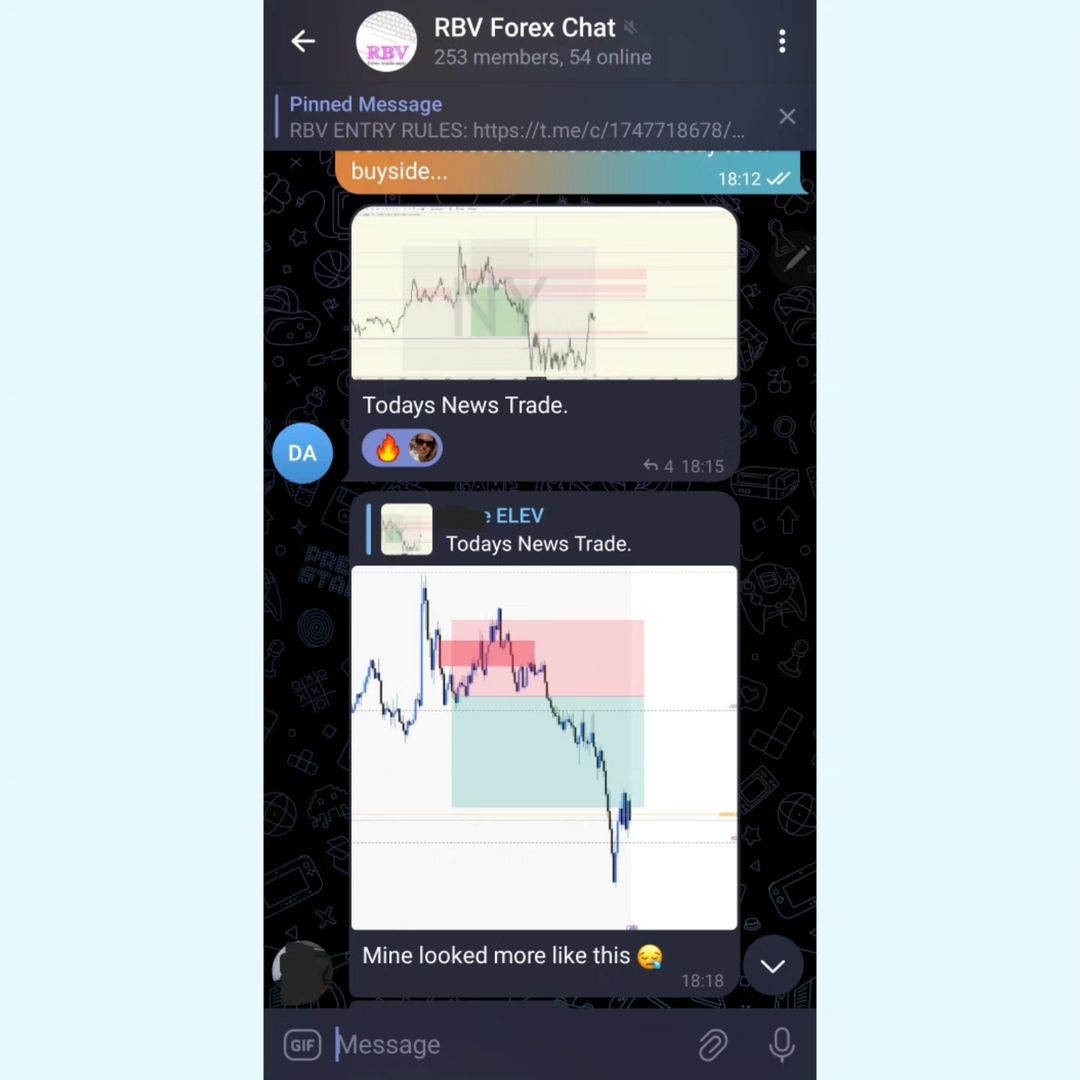 RBV Forex Chat
RBV
253 members, 54 online
Pinned Message
RBV ENTRY RULES: https://t.me/c/1747718678/...
buyside...
18:12
NY
Todays News Trade.
DA
4 18:15
ELEV
Todays News Trade.
Mine looked more like this
18:18
GIF
Message